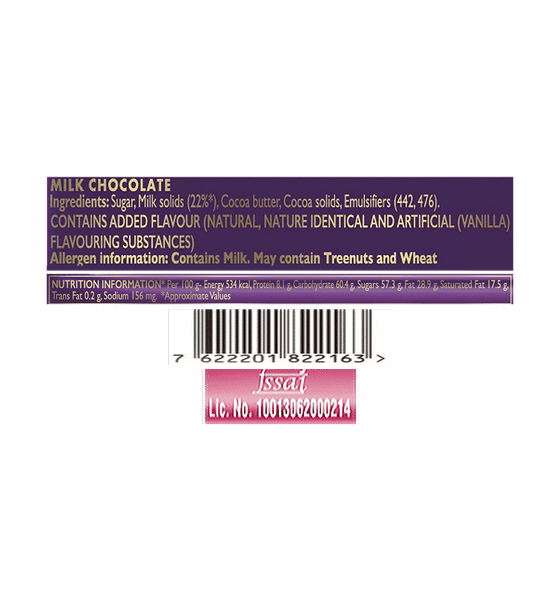 MILK CHOCOLATE
Ingredients: Sugar, Milk solids (22%*), Cocoa butter, Cocoa solids, Emulsifiers (442, 476).
CONTAINS ADDED FLAVOUR (NATURAL, NATURE IDENTICAL AND ARTIFICIAL (VANILLA)
FLAVOURING SUBSTANCES)
Allergen information: Contains Milk. May contain Treenuts and Wheat
NUTRITION INFORMATION* Per 100 g- Energy 534 kcal, Protein 8.1 g, Carbohydrate 60.4 g, Sugars 57.3 g, Fat 28.9 g, Saturated Fat 17.5 g,
Trans Fat 0.2 g, Sodium 156 mg. *Approximate Values
7 622201 822163 >
fssai
Lic. No. 10013062000214